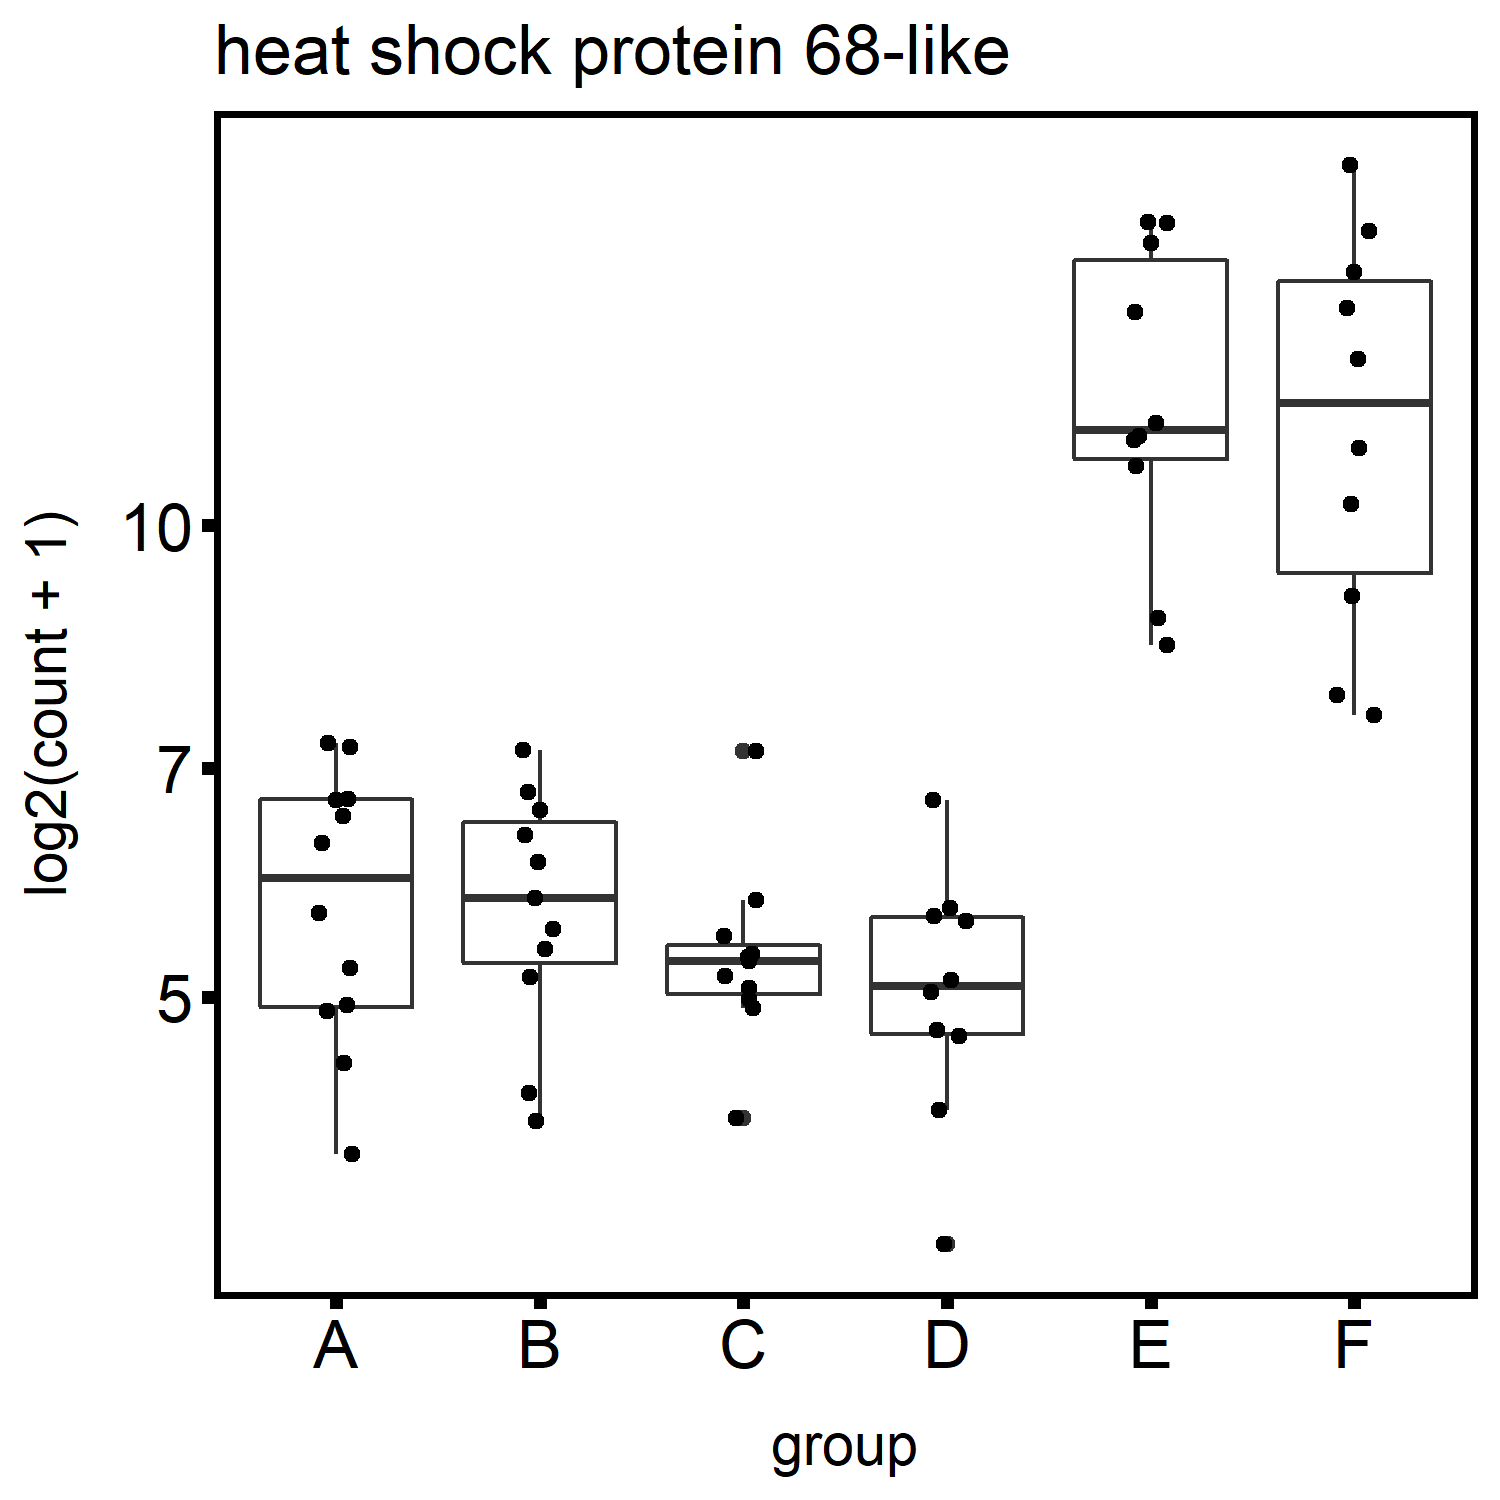 heat shock protein 68-like
log2(count + 1)
10
7
5
A B C D E F
group